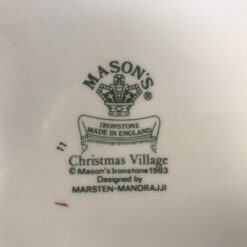 MASON'S
®
IRONSTONE
MADE IN ENGLAND
Christmas Village
© Mason's Ironstone 1983
Designed by
MARSTEN-MANDRAJJI
11